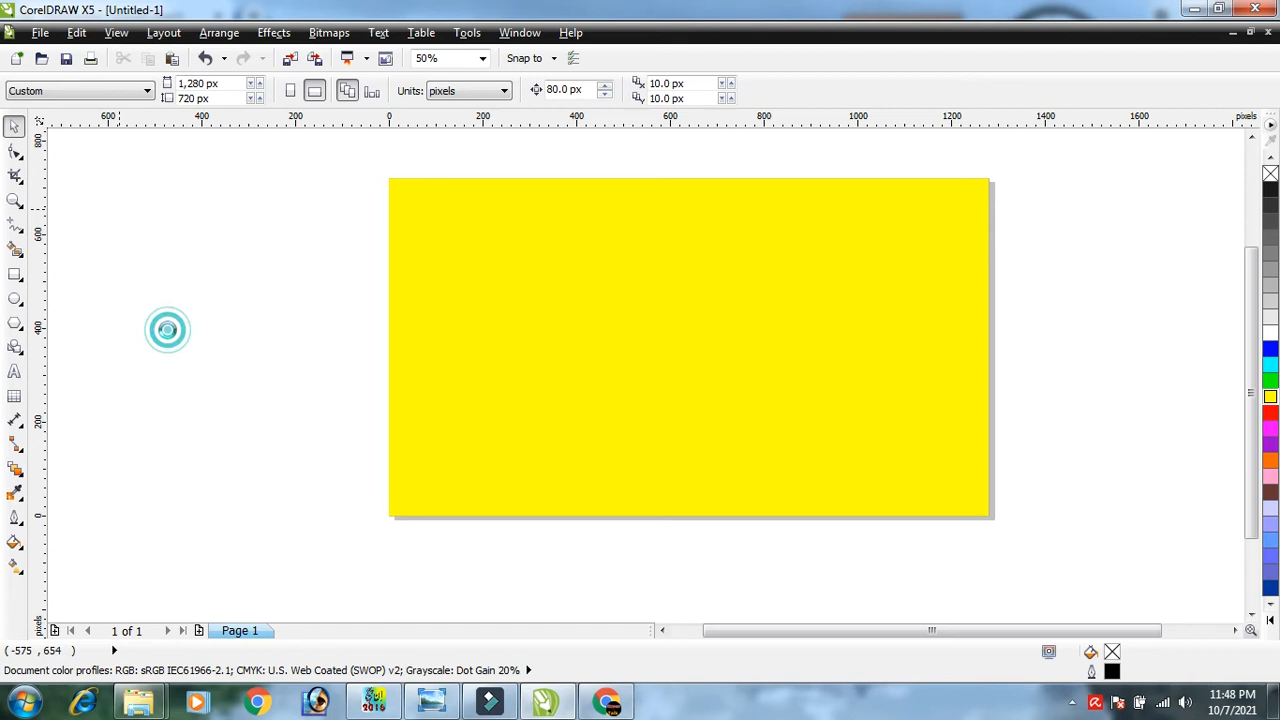 CorelDRAW X5 - [Untitled-1]
File Edit View Layout Arrange Effects Bitmaps Text Table Tools Window Help
50% Snap to
Custom 1,280 px 720 px Units: pixels 80.0 px 10.0 px 10.0 px
600 400 200 0 200 400 600 800 1000 1200 1400 1600 pixels
800
600
400
200
0
pixels
1 of 1 Page 1
(-575 , 654 )
Document color profiles: RGB: sRGB IEC61966-2.1; CMYK: U.S. Web Coated (SWOP) v2; Grayscale: Dot Gain 20%
2016
11:48 PM
10/7/2021